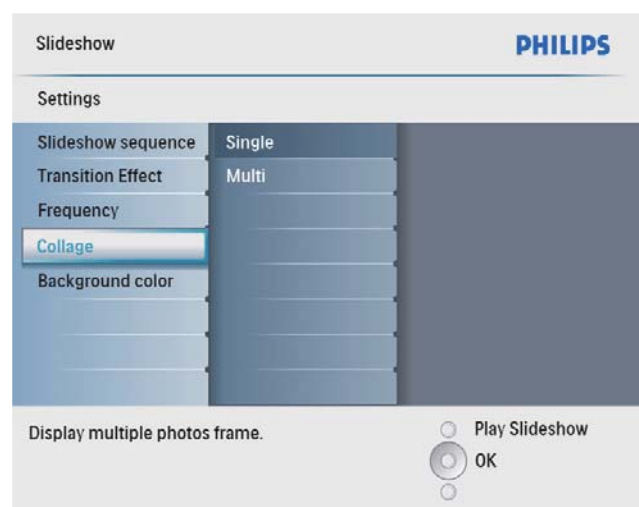 Slideshow
PHILIPS
Settings
Slideshow sequence
Single
Transition Effect
Multi
Frequency
Collage
Background color
Display multiple photos frame.
Play Slideshow
OK